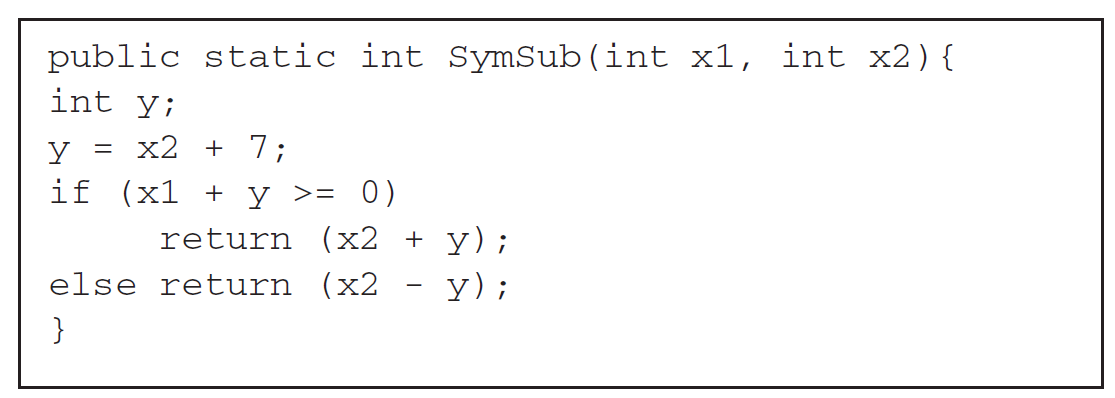 public static int SymSub(int x1, int x2){
int y;
y = x2 + 7;
if (x1 + y >= 0)
     return (x2 + y);
else return (x2 - y);
}